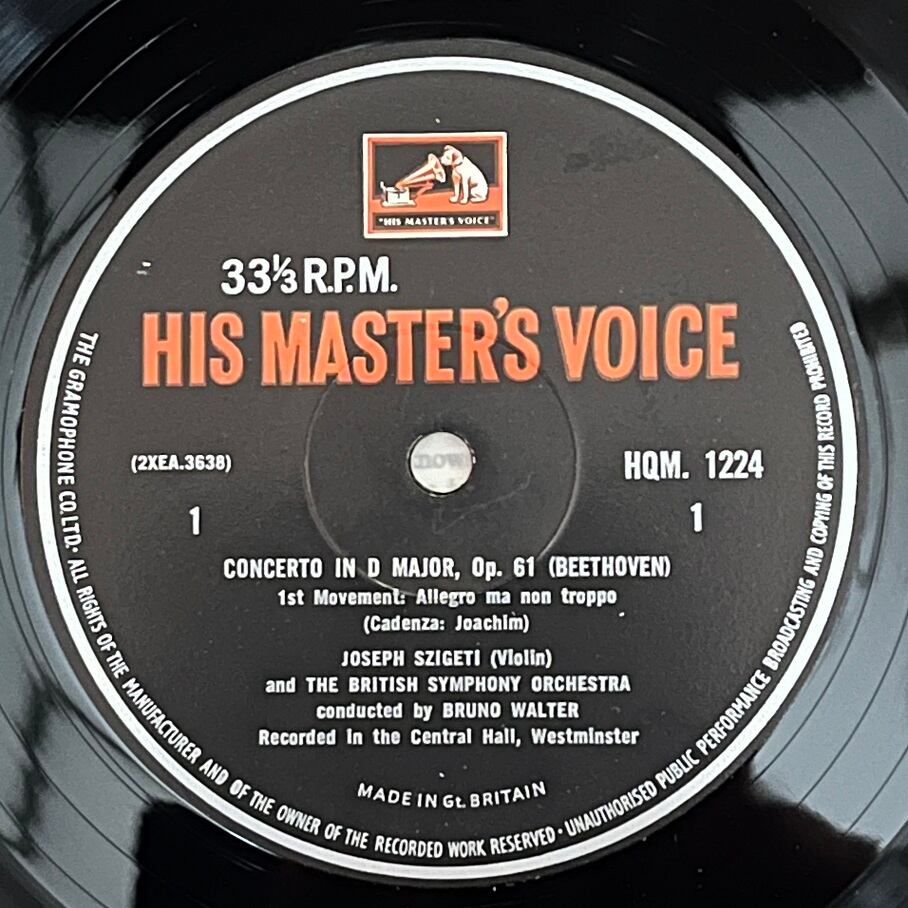 "HIS MASTER'S VOICE"
33⅓ R.P.M.
HIS MASTER'S VOICE
(2XEA.3638)
HQM. 1224
1
1
CONCERTO IN D MAJOR, Op. 61 (BEETHOVEN)
1st Movement: Allegro ma non troppo
(Cadenza: Joachim)
JOSEPH SZIGETI (Violin)
and THE BRITISH SYMPHONY ORCHESTRA
conducted by BRUNO WALTER
Recorded in the Central Hall, Westminster
MADE IN Gt. BRITAIN
THE GRAMOPHONE CO. LTD. · ALL RIGHTS OF THE MANUFACTURER AND OF THE OWNER OF THE RECORDED WORK RESERVED · UNAUTHORISED PUBLIC PERFORMANCE BROADCASTING AND COPYING OF THIS RECORD PROHIBITED